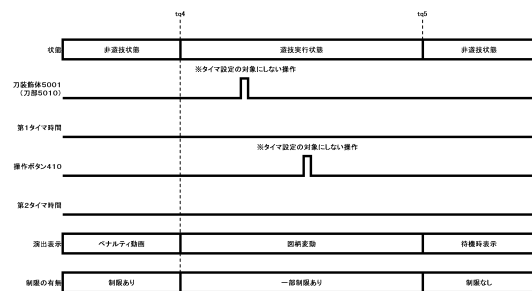 tq4
tq5
状態
非遊技状態
遊技実行状態
非遊技状態
※タイマ設定の対象にしない操作
刀装飾体5001
(刀部5010)
第1タイマ時間
※タイマ設定の対象にしない操作
操作ボタン410
第2タイマ時間
演出表示
ペナルティ動画
図柄変動
待機時表示
制限の有無
制限あり
一部制限あり
制限なし